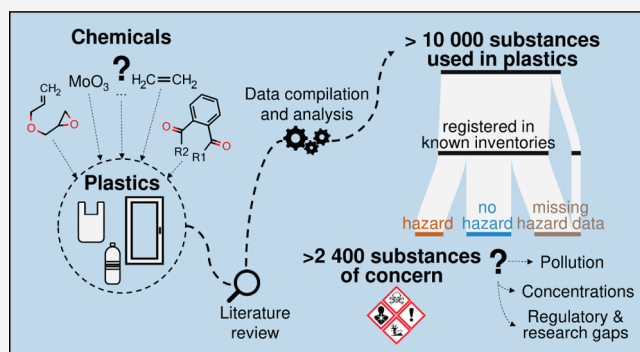 Chemicals
?
MoO₃
...
H₂C=CH₂
CH₂
O
O
O
O
R2
R1
Plastics
Literature
review
Data compilation
and analysis
> 10 000 substances
used in plastics
registered in
known inventories
hazard
no
hazard
missing
hazard data
>2 400 substances
of concern
?
Pollution
Concentrations
Regulatory &
research gaps
!